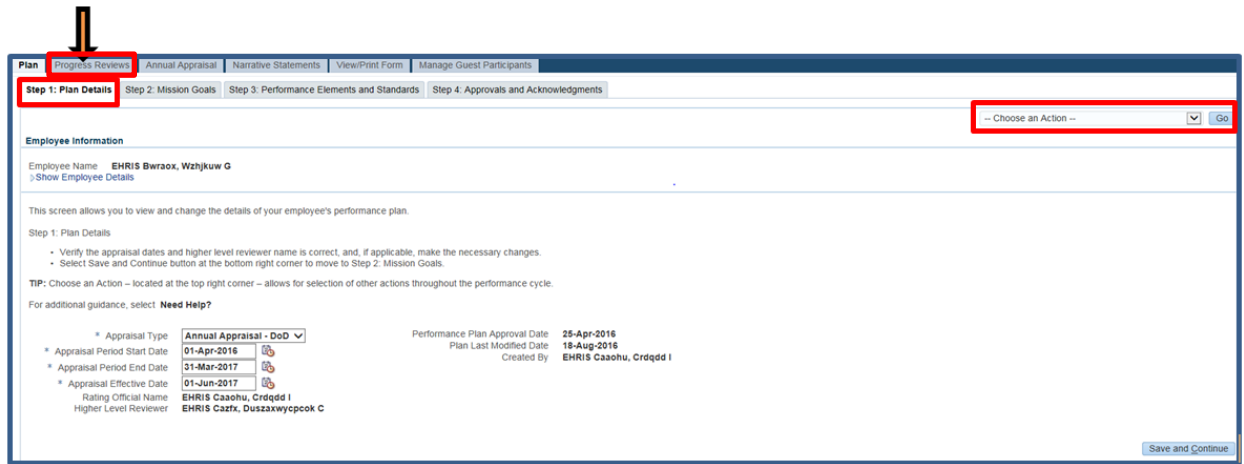 Plan Progress Reviews Annual Appraisal Narrative Statements View/Print Form Manage Guest Participants
Step 1: Plan Details Step 2: Mission Goals Step 3: Performance Elements and Standards Step 4: Approvals and Acknowledgments
-- Choose an Action -- Go
Employee Information
Employee Name EHRIS Bwraox, Wzhjkuw G
Show Employee Details
This screen allows you to view and change the details of your employee's performance plan.
Step 1: Plan Details
• Verify the appraisal dates and higher level reviewer name is correct, and, if applicable, make the necessary changes.
• Select Save and Continue button at the bottom right corner to move to Step 2: Mission Goals.
TIP: Choose an Action – located at the top right corner – allows for selection of other actions throughout the performance cycle.
For additional guidance, select Need Help?
* Appraisal Type Annual Appraisal - DoD Performance Plan Approval Date 25-Apr-2016
* Appraisal Period Start Date 01-Apr-2016 Plan Last Modified Date 18-Aug-2016
* Appraisal Period End Date 31-Mar-2017 Created By EHRIS Caaohu, Crdqdd I
* Appraisal Effective Date 01-Jun-2017
Rating Official Name EHRIS Caaohu, Crdqdd I
Higher Level Reviewer EHRIS Cazfx, Duszaxwycpcok C
Save and Continue